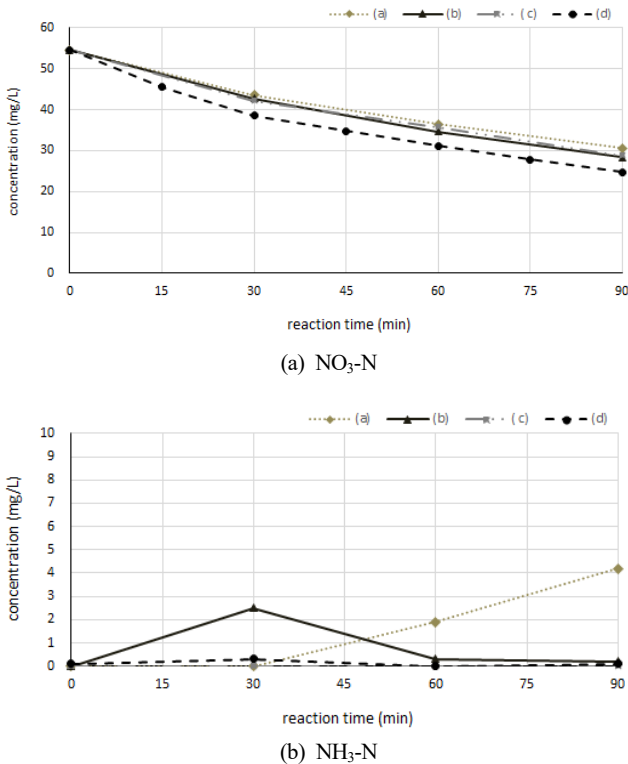 (a) (b) ( c) (d)
60
50
40
30
20
10
0
concentration (mg/L)
0 15 30 45 60 75 90
reaction time (min)
(a) NO₃-N
(a) (b) ( c) (d)
10
9
8
7
6
5
4
3
2
1
0
concentration (mg/L)
0 15 30 45 60 75 90
reaction time (min)
(b) NH₃-N